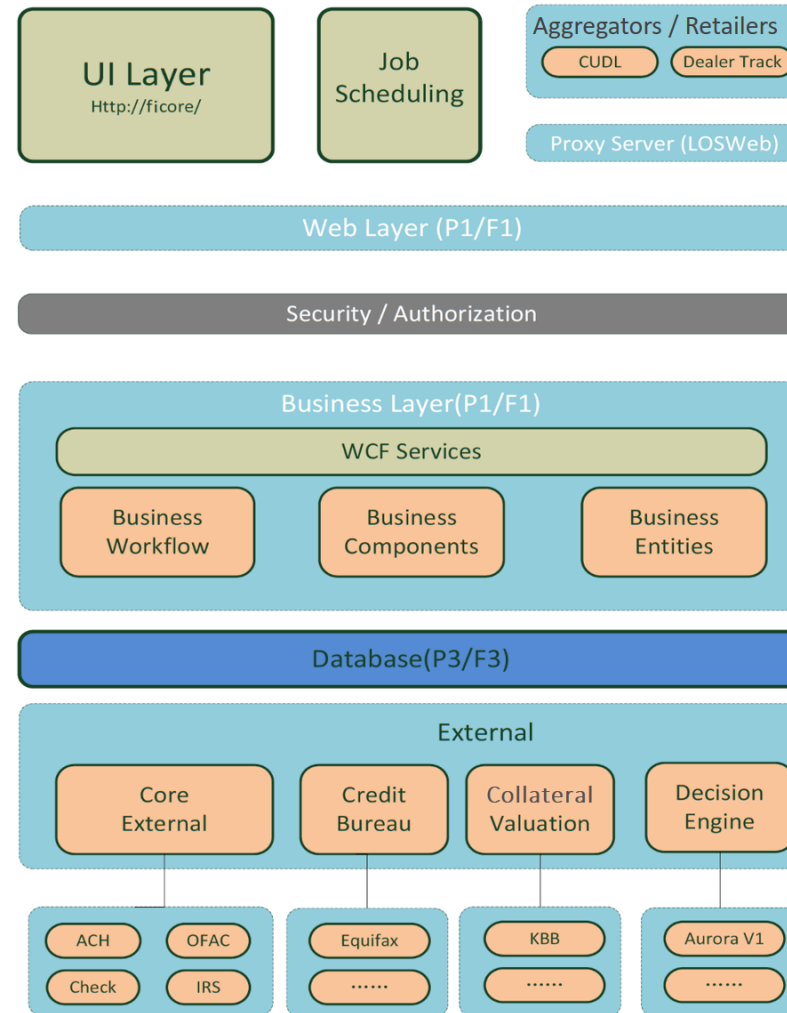 UI Layer
Http://ficore/
Job
Scheduling
Aggregators / Retailers
CUDL
Dealer Track
Proxy Server (LOSWeb)
Web Layer (P1/F1)
Security / Authorization
Business Layer(P1/F1)
WCF Services
Business
Workflow
Business
Components
Business
Entities
Database(P3/F3)
External
Core
External
Credit
Bureau
Collateral
Valuation
Decision
Engine
ACH
OFAC
Check
IRS
Equifax
……
KBB
……
Aurora V1
……